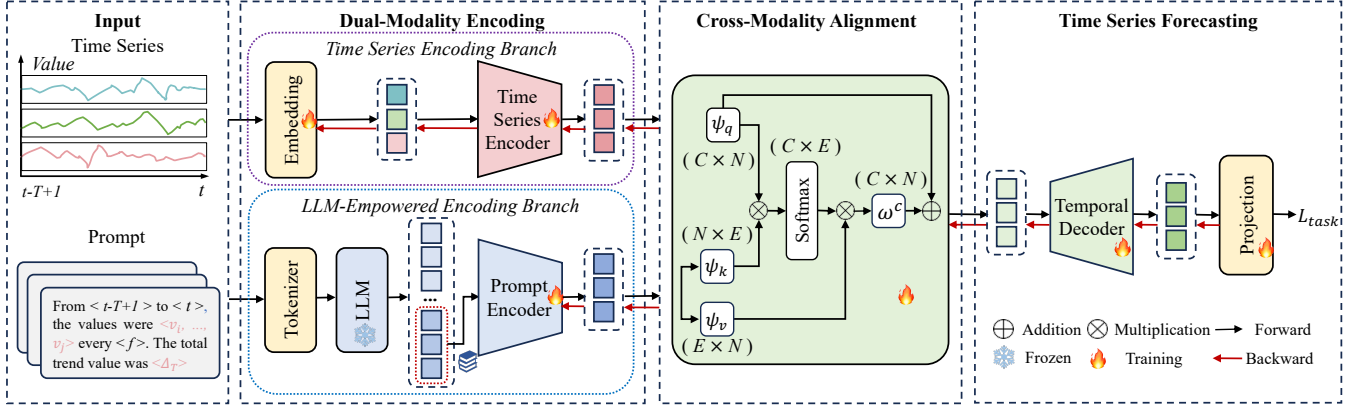 Input
Time Series
Value
t-T+1
t
Prompt
From < t-T+1 > to < t >,
the values were <v_i, ...,
v_j> every <f>. The total
trend value was <Δ_T>
Dual-Modality Encoding
Time Series Encoding Branch
Embedding
Time
Series
Encoder
LLM-Empowered Encoding Branch
Tokenizer
LLM
...
Prompt
Encoder
Cross-Modality Alignment
ψ_q
(C × N)
(C × E)
(C × N)
Softmax
ω^c
(N × E)
ψ_k
ψ_v
(E × N)
Time Series Forecasting
Temporal
Decoder
Projection
L_task
Addition
Multiplication
Forward
Frozen
Training
Backward